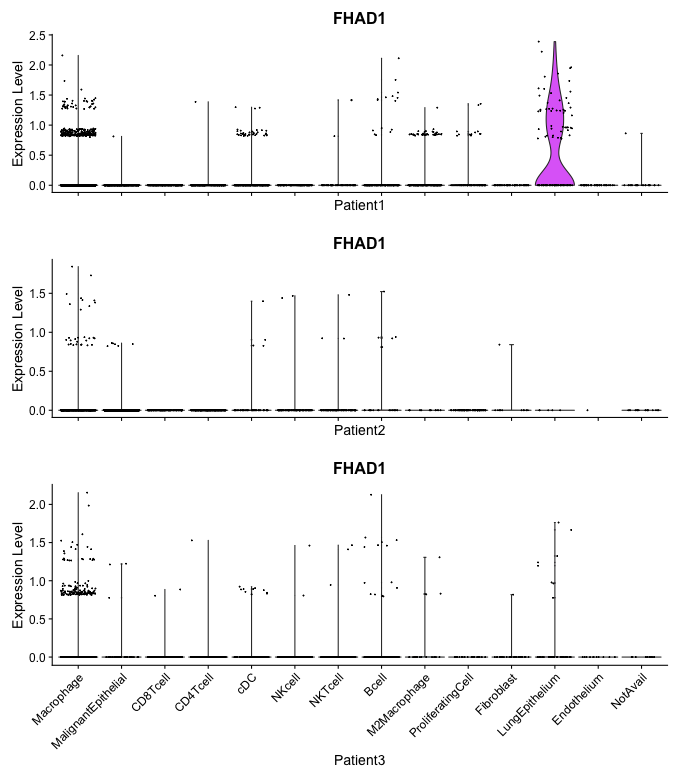 FHAD1
2.5
2.0
1.5
1.0
0.5
0.0
Expression Level
Patient1
FHAD1
1.5
1.0
0.5
0.0
Expression Level
Patient2
FHAD1
2.0
1.5
1.0
0.5
0.0
Expression Level
Macrophage
MalignantEpithelial
CD8Tcell
CD4Tcell
cDC
NKcell
NKTcell
Bcell
M2Macrophage
ProliferatingCell
Fibroblast
LungEpithelium
Endothelium
NotAvail
Patient3